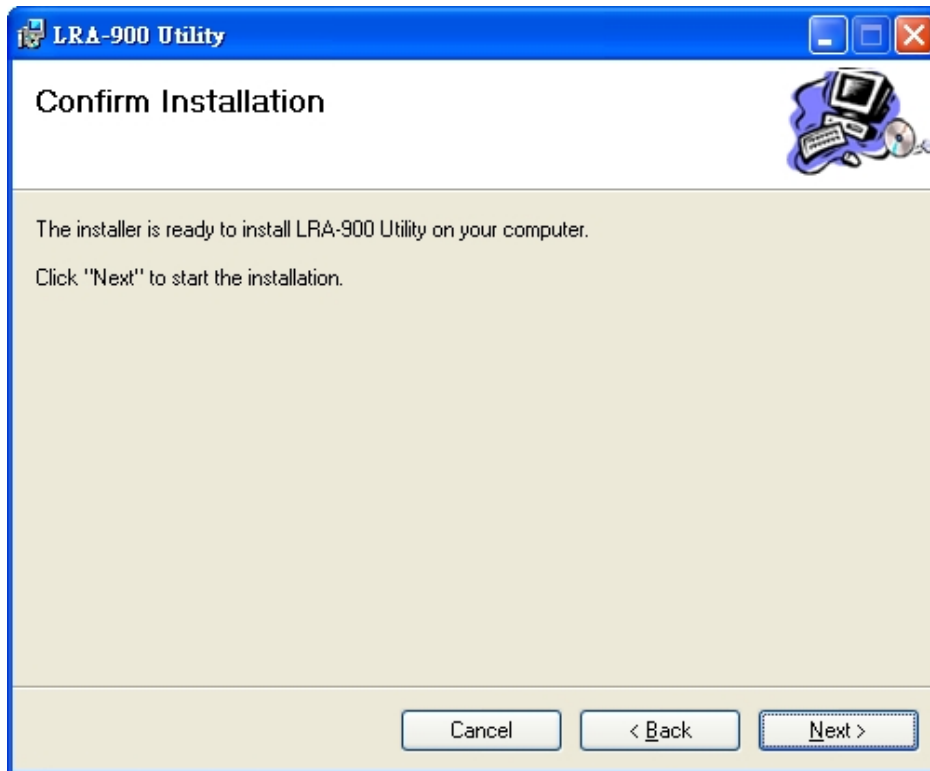 LRA-900 Utility
Confirm Installation
The installer is ready to install LRA-900 Utility on your computer.
Click "Next" to start the installation.
Cancel
< Back
Next >